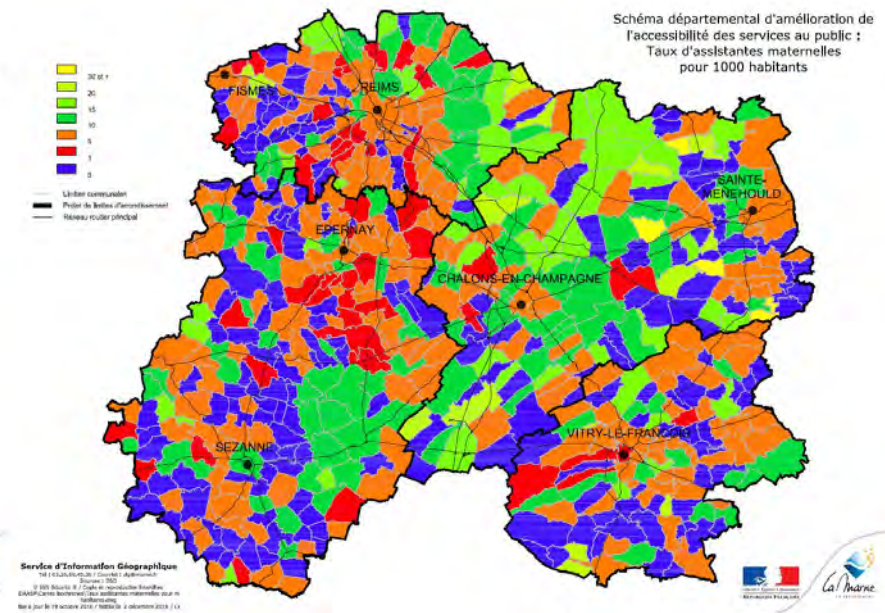 Schéma départemental d'amélioration de
l'accessibilité des services au public :
Taux d'assistantes maternelles
pour 1000 habitants
30 et +
20
15
10
5
1
0
Limites communales
Projet de limites d'arrondissement
Réseau routier principal
FISMES
REIMS
SAINTE-
MENEHOULD
EPERNAY
CHALONS-EN-CHAMPAGNE
VITRY-LE-FRANCOIS
SEZANNE
Service d'Information Géographique
RÉPUBLIQUE FRANÇAISE
La Marne